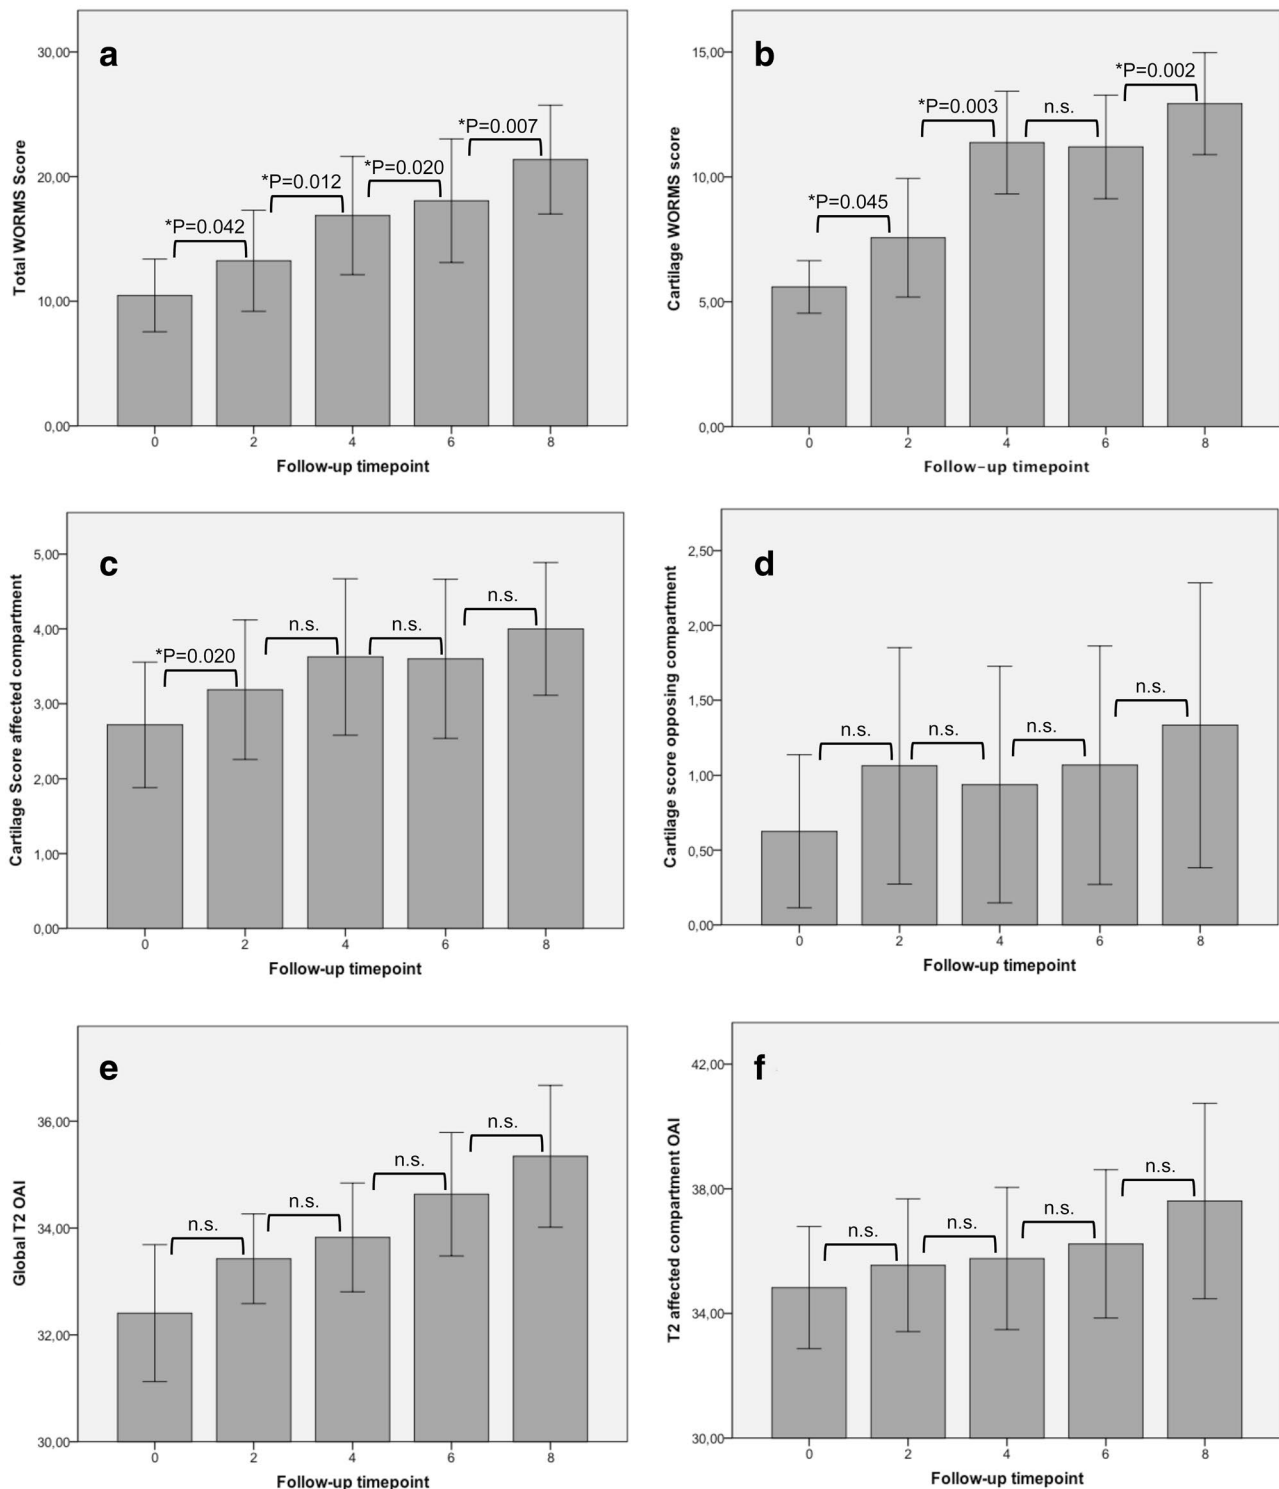 a
30,00
20,00
10,00
0,00
Total WORMS Score
*P=0.042
*P=0.012
*P=0.020
*P=0.007
0 2 4 6 8
Follow-up timepoint
b
15,00
10,00
5,00
0,00
Cartilage WORMS score
*P=0.045
*P=0.003
n.s.
*P=0.002
0 2 4 6 8
Follow-up timepoint
c
5,00
4,00
3,00
2,00
1,00
0,00
Cartilage Score affected compartment
*P=0.020
n.s.
n.s.
n.s.
0 2 4 6 8
Follow-up timepoint
d
2,50
2,00
1,50
1,00
0,50
0,00
Cartilage score opposing compartment
n.s.
n.s.
n.s.
n.s.
0 2 4 6 8
Follow-up timepoint
e
36,00
34,00
32,00
30,00
Global T2 OAI
n.s.
n.s.
n.s.
n.s.
0 2 4 6 8
Follow-up timepoint
f
42,00
38,00
34,00
30,00
T2 affected compartment OAI
n.s.
n.s.
n.s.
n.s.
0 2 4 6 8
Follow-up timepoint